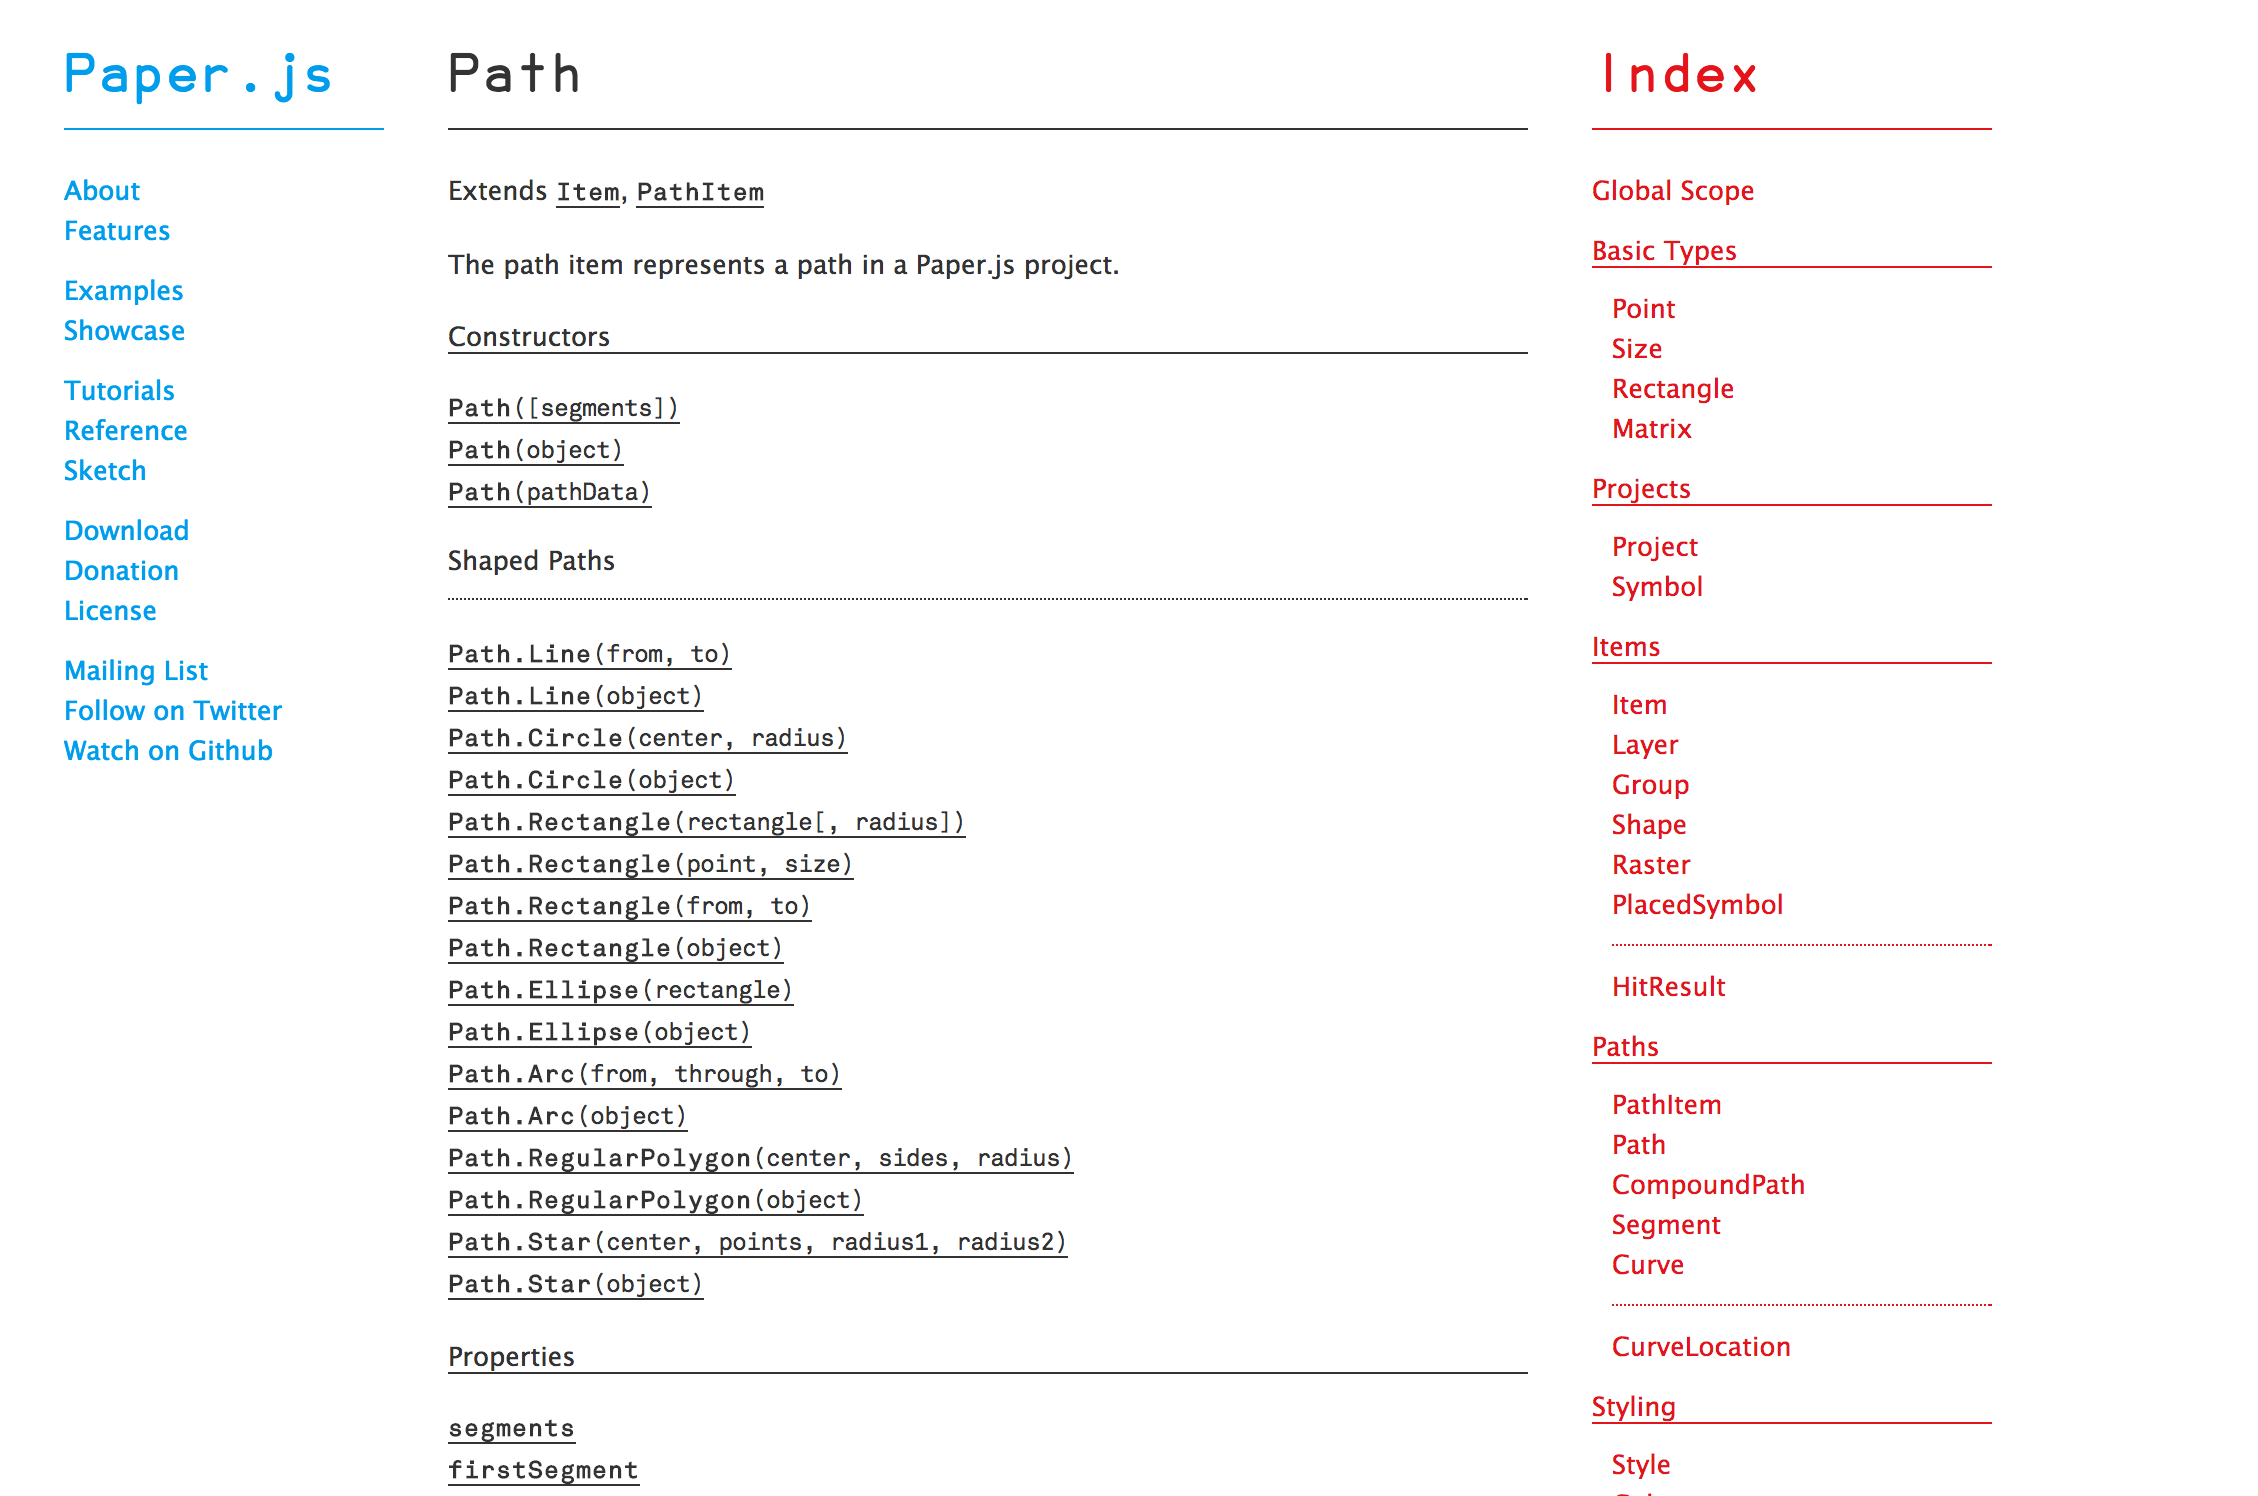 Paper.js
About
Features
Examples
Showcase
Tutorials
Reference
Sketch
Download
Donation
License
Mailing List
Follow on Twitter
Watch on Github
Path
Extends Item, PathItem
The path item represents a path in a Paper.js project.
Constructors
Path([segments])
Path(object)
Path(pathData)
Shaped Paths
Path.Line(from, to)
Path.Line(object)
Path.Circle(center, radius)
Path.Circle(object)
Path.Rectangle(rectangle[, radius])
Path.Rectangle(point, size)
Path.Rectangle(from, to)
Path.Rectangle(object)
Path.Ellipse(rectangle)
Path.Ellipse(object)
Path.Arc(from, through, to)
Path.Arc(object)
Path.RegularPolygon(center, sides, radius)
Path.RegularPolygon(object)
Path.Star(center, points, radius1, radius2)
Path.Star(object)
Properties
segments
firstSegment
Index
Global Scope
Basic Types
Point
Size
Rectangle
Matrix
Projects
Project
Symbol
Items
Item
Layer
Group
Shape
Raster
PlacedSymbol
HitResult
Paths
PathItem
Path
CompoundPath
Segment
Curve
CurveLocation
Styling
Style